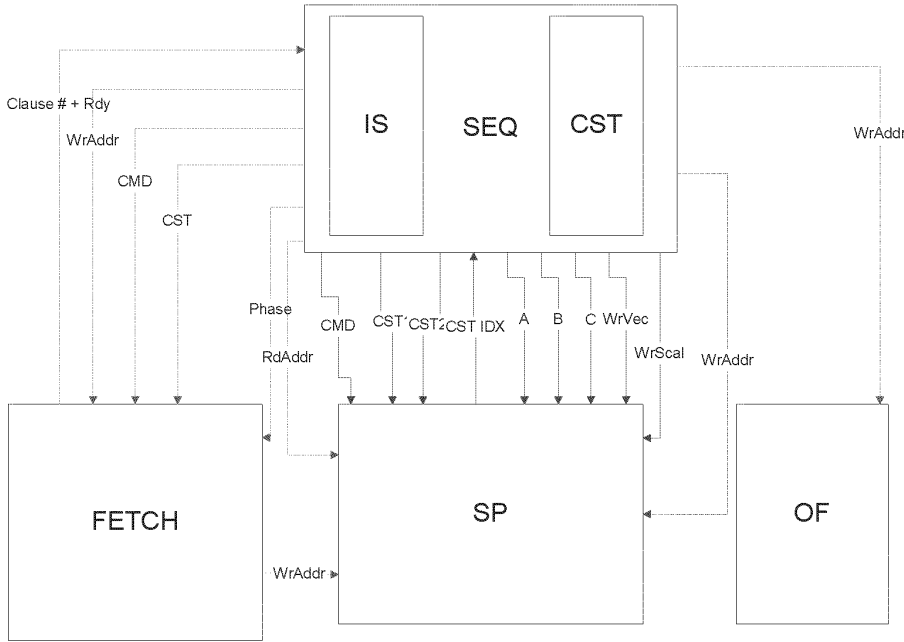 IS
SEQ
CST
Clause # + Rdy
WrAddr
WrAddr
CMD
CST
Phase
CMD
CST1
CST2
CST IDX
A
B
C
WrVec
RdAddr
WrScal
WrAddr
FETCH
SP
OF
WrAddr